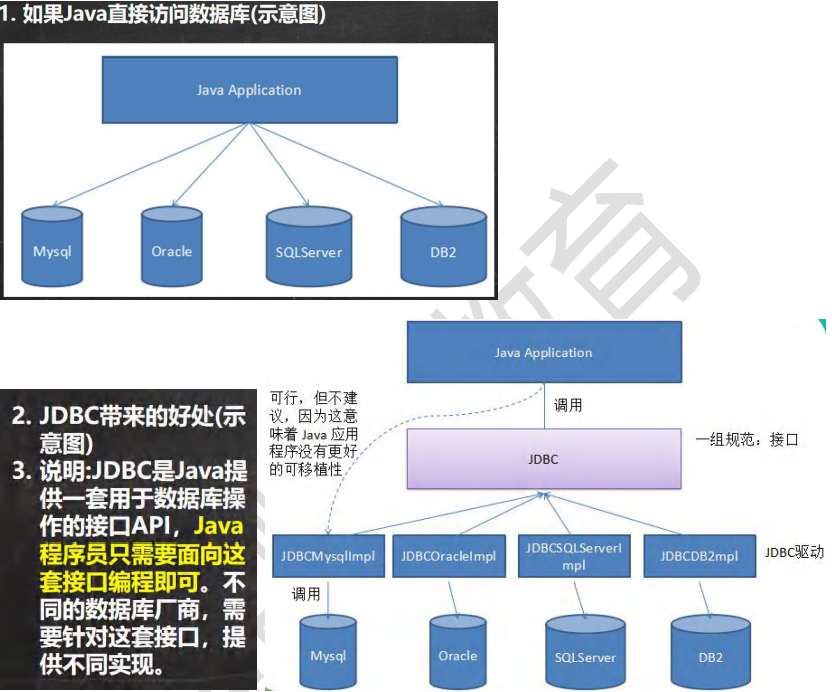 1. 如果Java直接访问数据库(示意图)
Java Application
Mysql
Oracle
SQLServer
DB2
教育
2. JDBC带来的好处(示
意图)
3. 说明:JDBC是Java提
供一套用于数据库操
作的接口API，Java
程序员只需要面向这
套接口编程即可。不
同的数据库厂商，需
要针对这套接口，提
供不同实现。
Java Application
可行，但不建
议，因为这意
味着 Java 应用
程序没有更好
的可移植性
调用
JDBC
一组规范：接口
JDBCMysqlImpl
JDBCOracleImpl
JDBCSQLServerI
mpl
JDBCDB2mpl
JDBC驱动
调用
Mysql
Oracle
SQLServer
DB2